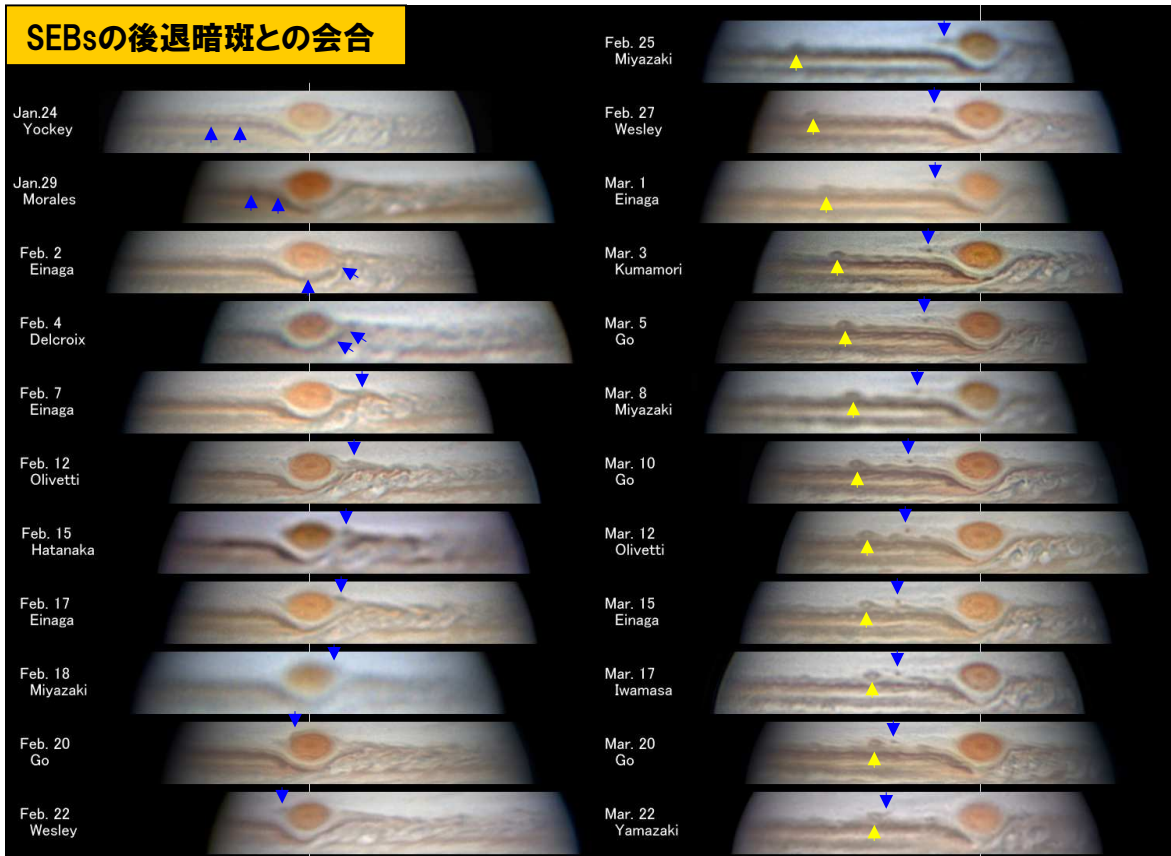 SEBsの後退暗斑との会合
Jan.24
Yockey
Jan.29
Morales
Feb. 2
Einaga
Feb. 4
Delcroix
Feb. 7
Einaga
Feb. 12
Olivetti
Feb. 15
Hatanaka
Feb. 17
Einaga
Feb. 18
Miyazaki
Feb. 20
Go
Feb. 22
Wesley
Feb. 25
Miyazaki
Feb. 27
Wesley
Mar. 1
Einaga
Mar. 3
Kumamori
Mar. 5
Go
Mar. 8
Miyazaki
Mar. 10
Go
Mar. 12
Olivetti
Mar. 15
Einaga
Mar. 17
Iwamasa
Mar. 20
Go
Mar. 22
Yamazaki